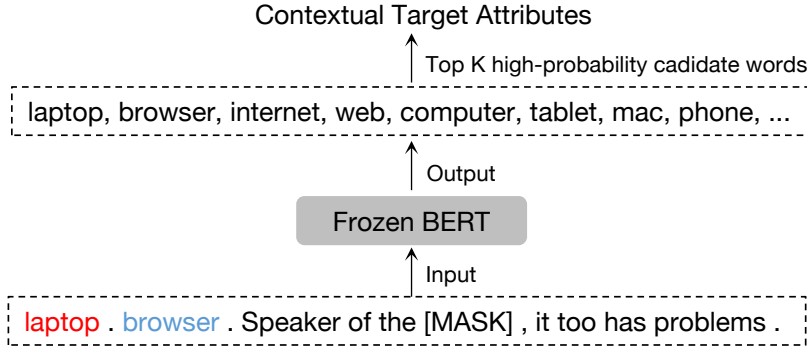 Contextual Target Attributes
Top K high-probability cadidate words
laptop, browser, internet, web, computer, tablet, mac, phone, ...
Output
Frozen BERT
Input
laptop . browser . Speaker of the [MASK] , it too has problems .